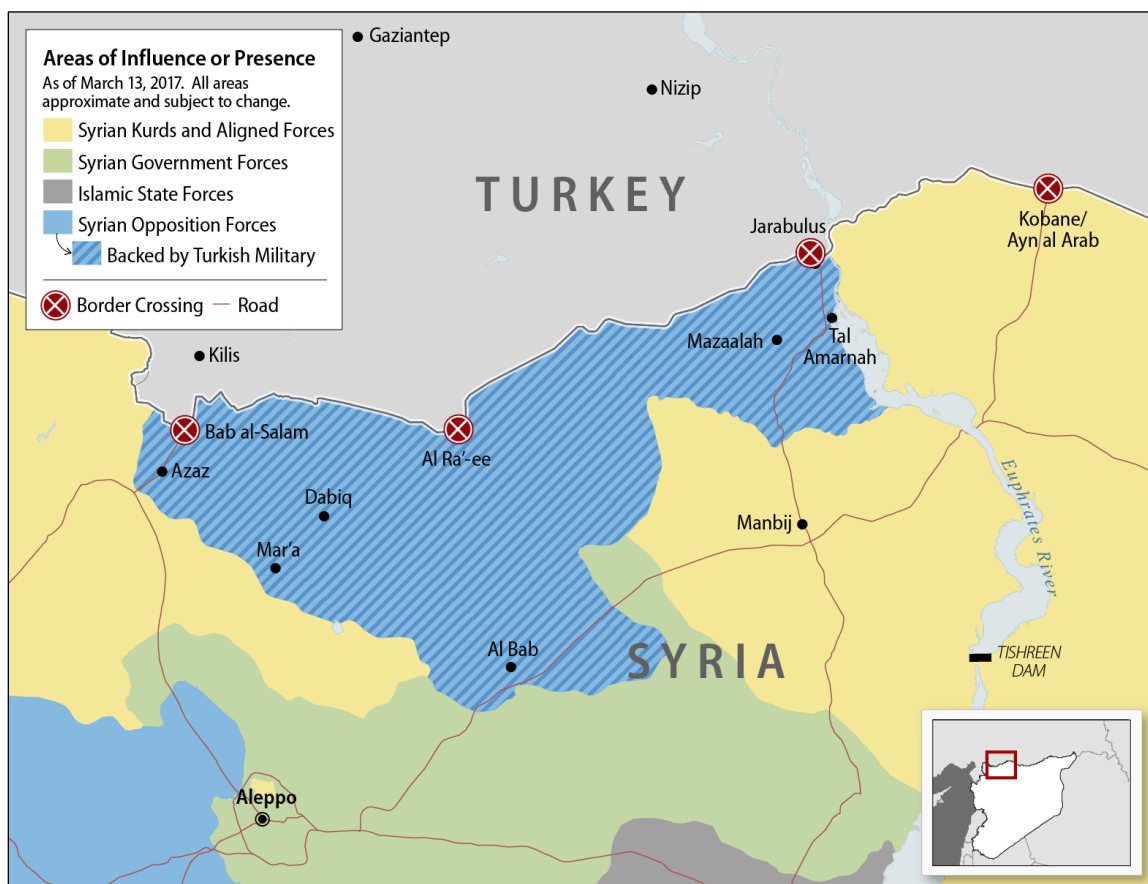 Areas of Influence or Presence
As of March 13, 2017.  All areas
approximate and subject to change.
Syrian Kurds and Aligned Forces
Syrian Government Forces
Islamic State Forces
Syrian Opposition Forces
Backed by Turkish Military
Border Crossing
Road
Gaziantep
Nizip
TURKEY
Jarabulus
Kobane/
Ayn al Arab
Kilis
Mazaalah
Tal
Amarnah
Bab al-Salam
Al Ra'-ee
Azaz
Dabiq
Mar'a
Manbij
Euphrates River
Al Bab
SYRIA
TISHREEN
DAM
Aleppo